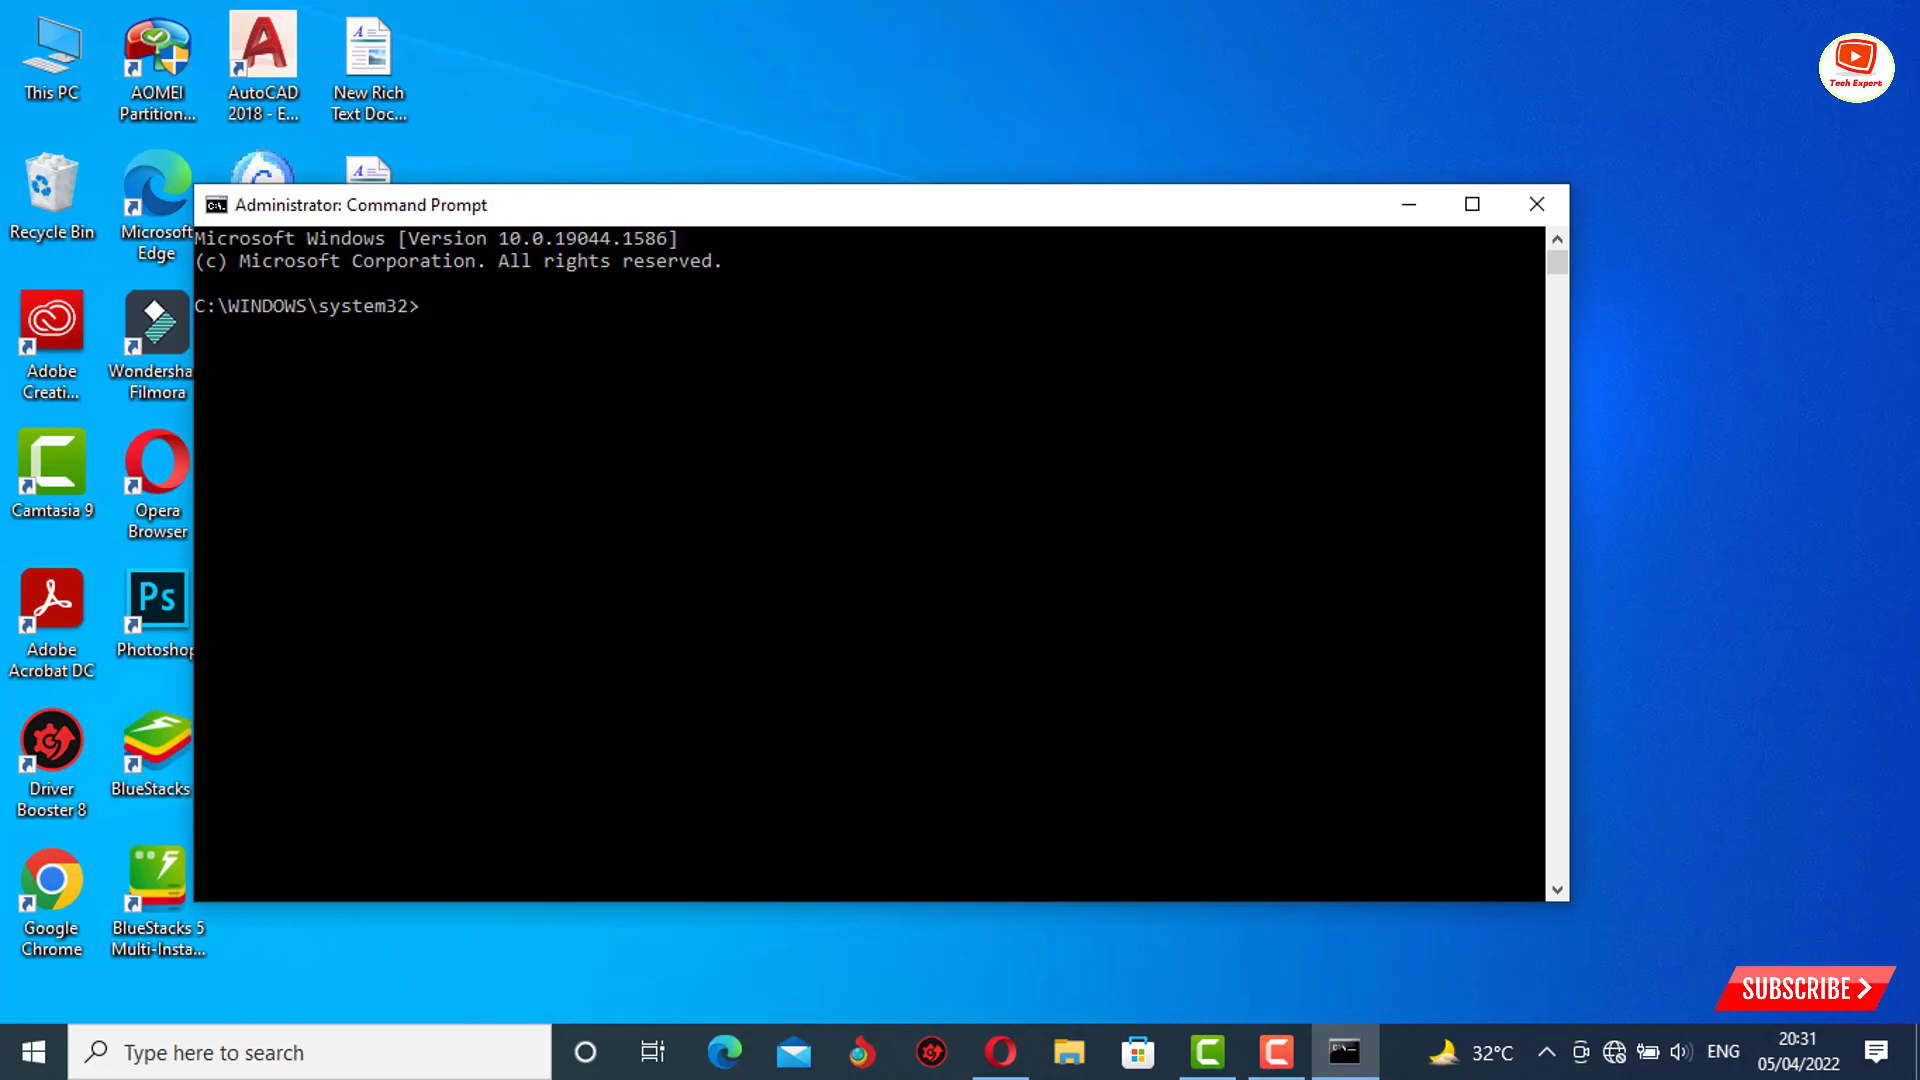 This PC
AOMEI
Partition...
AutoCAD
2018 - E...
New Rich
Text Doc...
Tech Expert
Recycle Bin
Microsoft
Edge
Administrator: Command Prompt
Microsoft Windows [Version 10.0.19044.1586]
(c) Microsoft Corporation. All rights reserved.
C:\WINDOWS\system32>
Adobe
Creati...
Wondersha
Filmora
Camtasia 9
Opera
Browser
Adobe
Acrobat DC
Ps
Photoshop
Driver
Booster 8
BlueStacks
Google
Chrome
BlueStacks 5
Multi-Insta...
SUBSCRIBE
Type here to search
32°C
ENG
20:31
05/04/2022